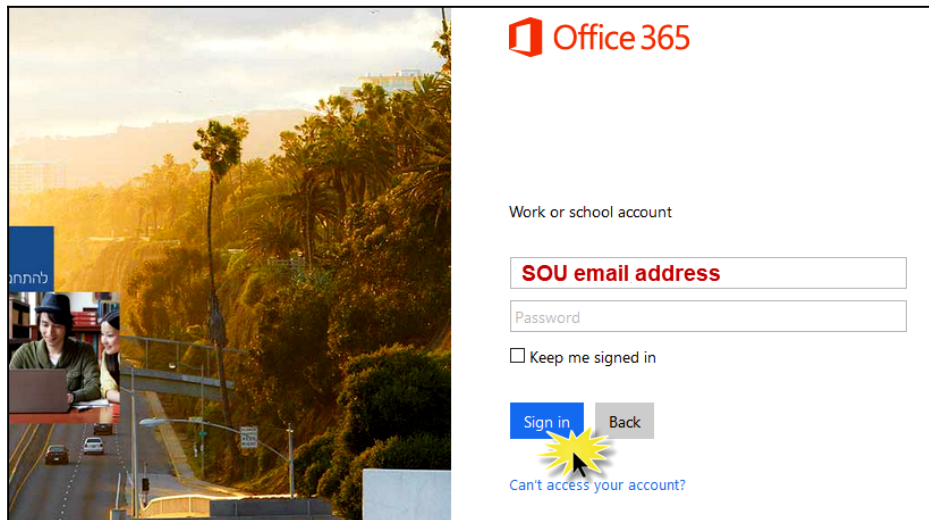 Office 365
Work or school account
SOU email address
Password
Keep me signed in
Sign in
Back
Can't access your account?